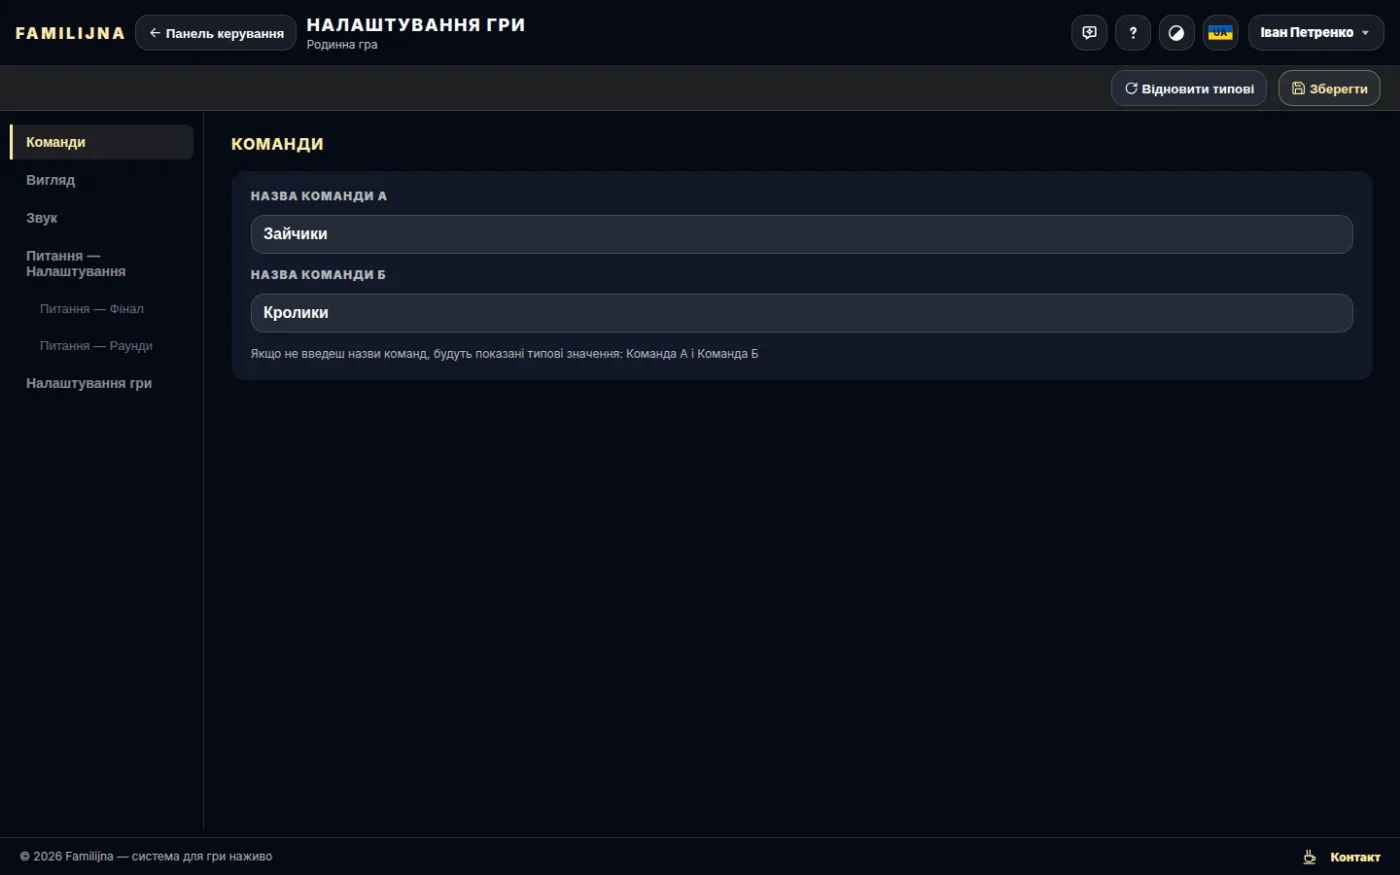 FAMILIJNA
Панель керування
НАЛАШТУВАННЯ ГРИ
Родинна гра
?
UA
Іван Петренко
Відновити типові
Зберегти
Команди
Вигляд
Звук
Питання —
Налаштування
Питання — Фінал
Питання — Раунди
Налаштування гри
КОМАНДИ
НАЗВА КОМАНДИ А
Зайчики
НАЗВА КОМАНДИ Б
Кролики
Якщо не введеш назви команд, будуть показані типові значення: Команда А і Команда Б
© 2026 Familijna — система для гри наживо
Контакт